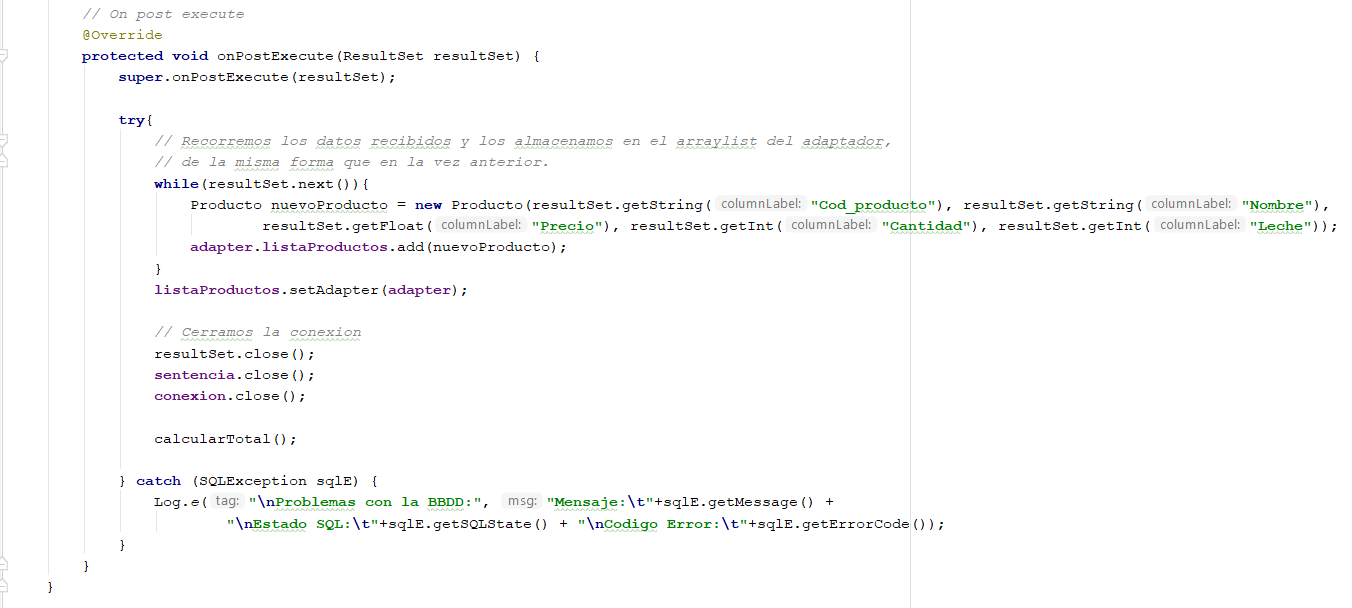 // On post execute
@Override
protected void onPostExecute(ResultSet resultSet) {
super.onPostExecute(resultSet);
try{
// Recorremos los datos recibidos y los almacenamos en el arraylist del adaptador,
// de la misma forma que en la vez anterior.
while(resultSet.next()){
Producto nuevoProducto = new Producto(resultSet.getString( columnLabel: "Cod_producto"), resultSet.getString( columnLabel: "Nombre"),
resultSet.getFloat( columnLabel: "Precio"), resultSet.getInt( columnLabel: "Cantidad"), resultSet.getInt( columnLabel: "Leche"));
adapter.listaProductos.add(nuevoProducto);
}
listaProductos.setAdapter(adapter);
// Cerramos la conexion
resultSet.close();
sentencia.close();
conexion.close();
calcularTotal();
} catch (SQLException sqlE) {
Log.e( tag: "\nProblemas con la BBDD:", msg: "Mensaje:\t"+sqlE.getMessage() +
"\nEstado SQL:\t"+sqlE.getSQLState() + "\nCodigo Error:\t"+sqlE.getErrorCode());
}
}
}